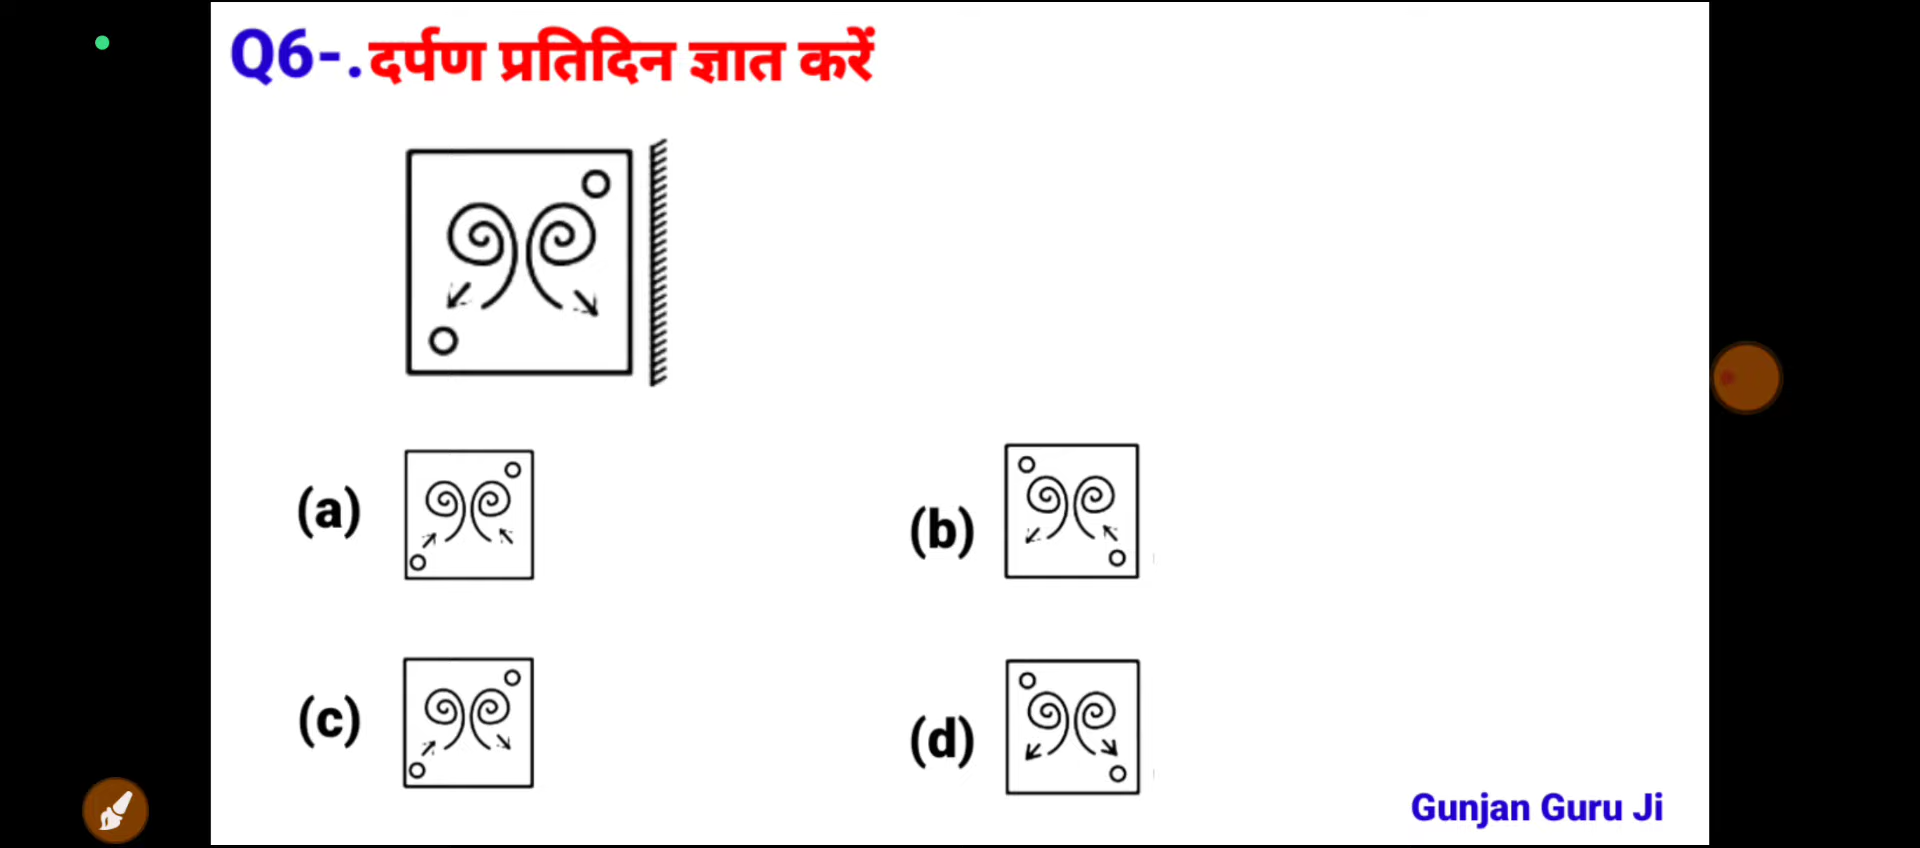 Q6-.दर्पण प्रतिदिन ज्ञात करें
(a)
(b)
(c)
(d)
Gunjan Guru Ji